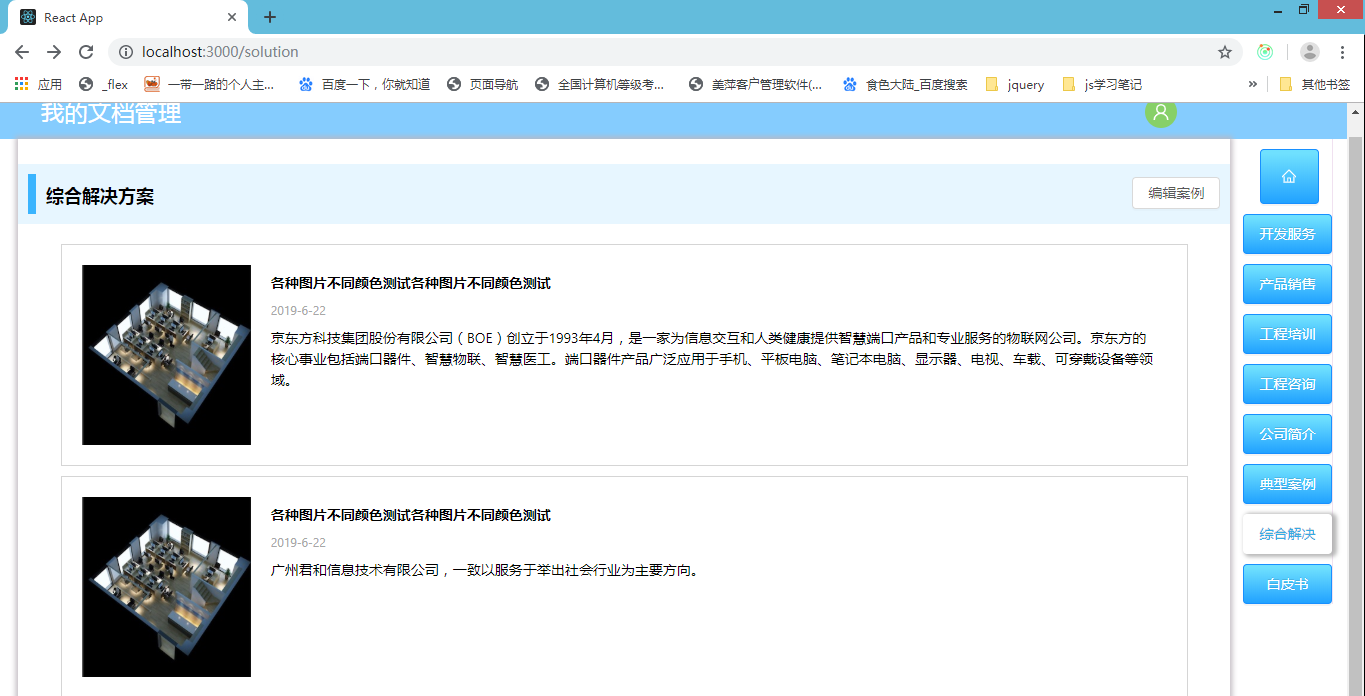 React App
localhost:3000/solution
应用 _flex 一带一路的个人主... 百度一下，你就知道 页面导航 全国计算机等级考... 美萍客户管理软件(... 食色大陆_百度搜索 jquery js学习笔记 » 其他书签
我的文档管理
综合解决方案
编辑案例
各种图片不同颜色测试各种图片不同颜色测试
2019-6-22
京东方科技集团股份有限公司（BOE）创立于1993年4月，是一家为信息交互和人类健康提供智慧端口产品和专业服务的物联网公司。京东方的
核心事业包括端口器件、智慧物联、智慧医工。端口器件产品广泛应用于手机、平板电脑、笔记本电脑、显示器、电视、车载、可穿戴设备等领
域。
各种图片不同颜色测试各种图片不同颜色测试
2019-6-22
广州君和信息技术有限公司，一致以服务于举出社会行业为主要方向。
开发服务
产品销售
工程培训
工程咨询
公司简介
典型案例
综合解决
白皮书